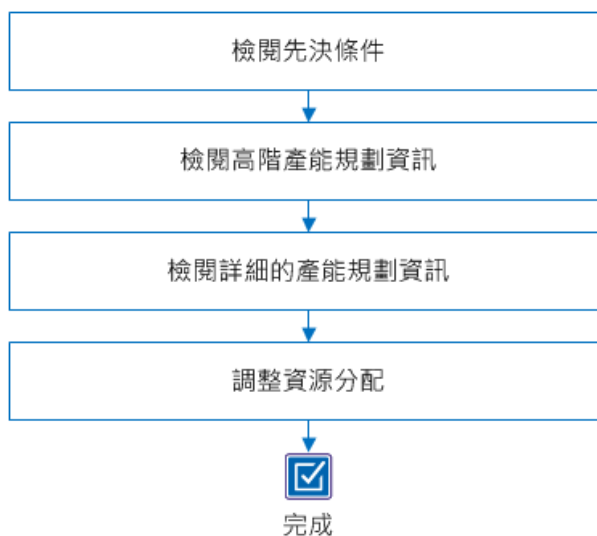 檢閱先決條件
檢閱高階產能規劃資訊
檢閱詳細的產能規劃資訊
調整資源分配
完成